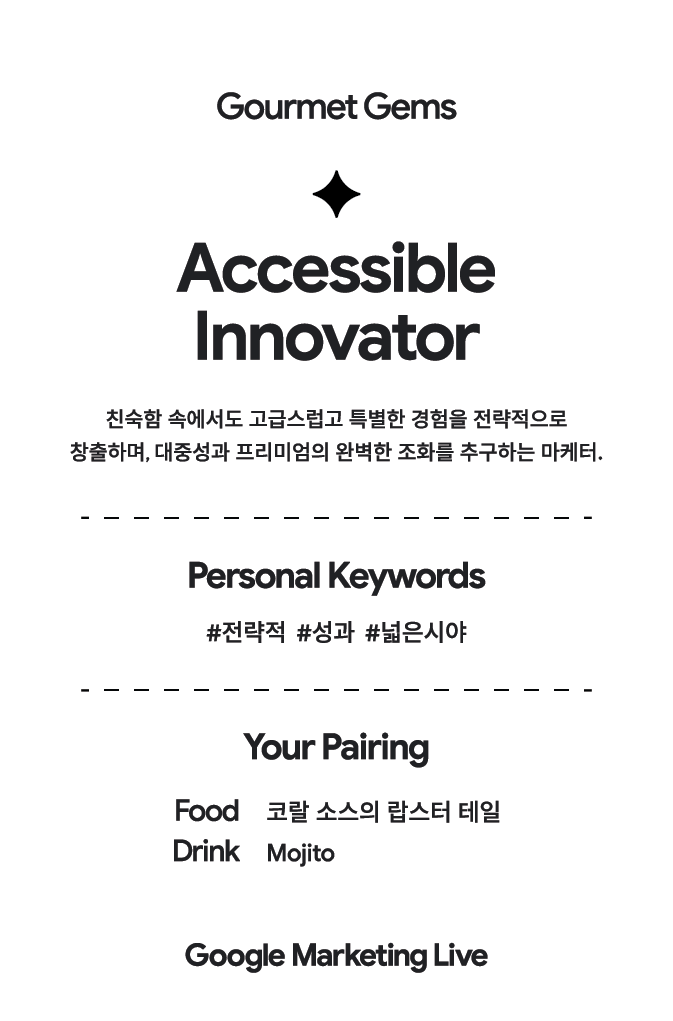 Gourmet Gems
Accessible
Innovator
친숙함 속에서도 고급스럽고 특별한 경험을 전략적으로
창출하며, 대중성과 프리미엄의 완벽한 조화를 추구하는 마케터.
Personal Keywords
#전략적 #성과 #넓은시야
Your Pairing
Food 코랄 소스의 랍스터 테일
Drink Mojito
Google Marketing Live